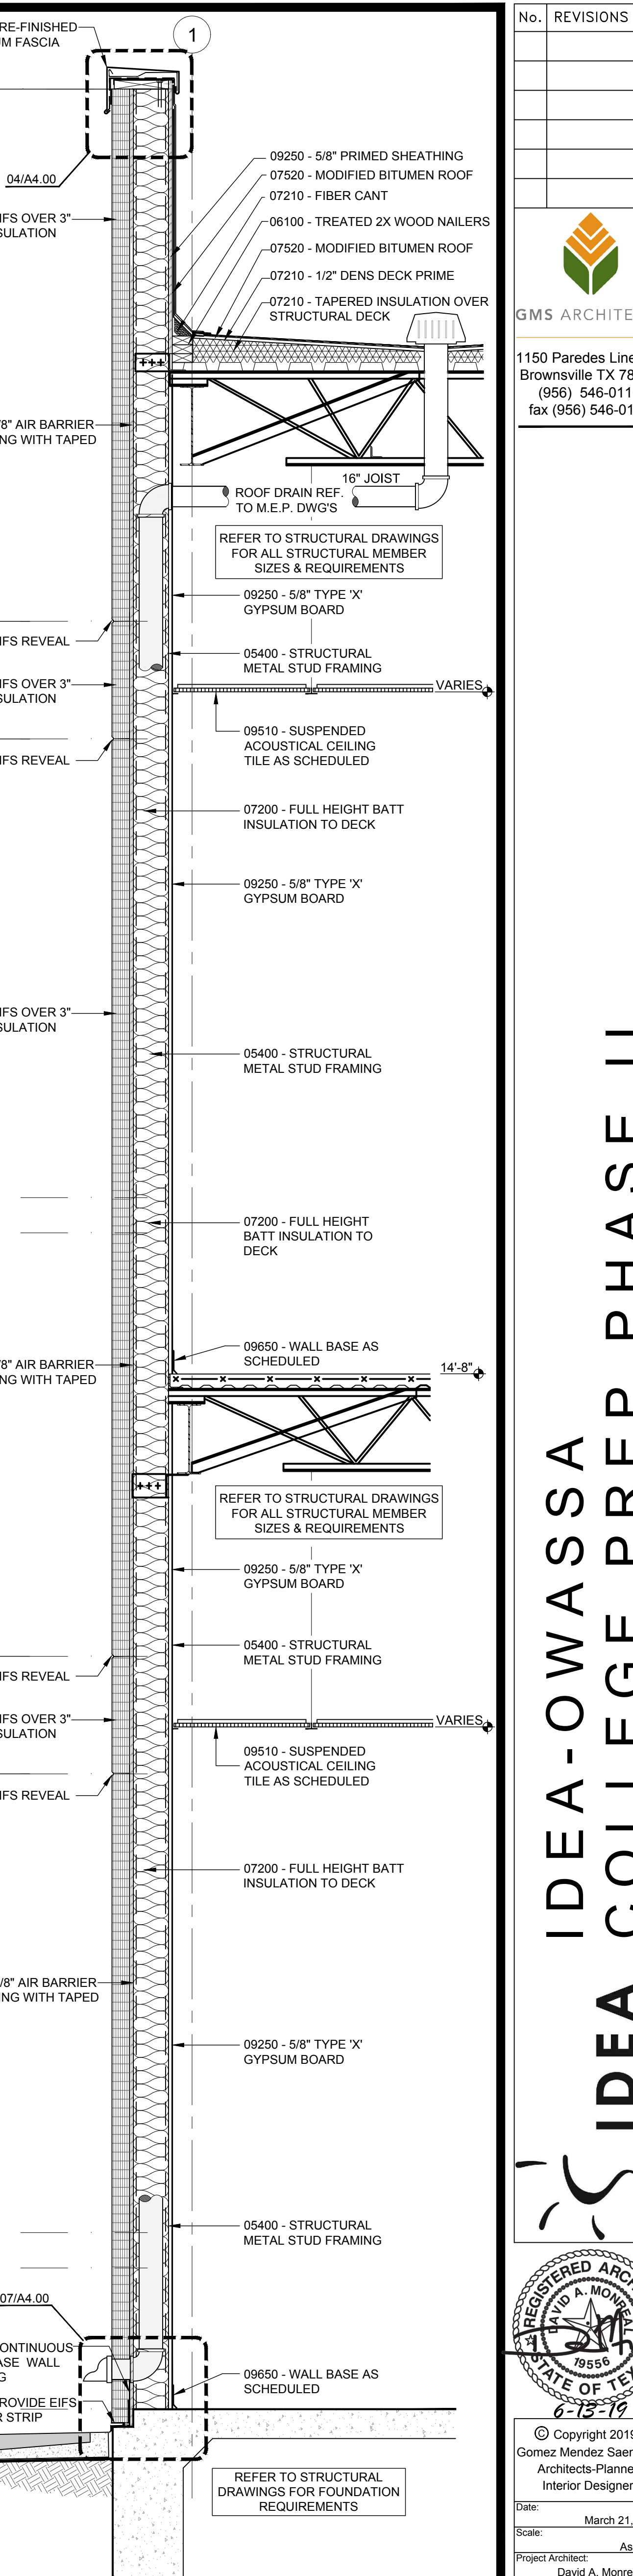 RE-FINISHED
UM FASCIA
1
04/A4.00
09250 - 5/8" PRIMED SHEATHING
07520 - MODIFIED BITUMEN ROOF
07210 - FIBER CANT
06100 - TREATED 2X WOOD NAILERS
07520 - MODIFIED BITUMEN ROOF
07210 - 1/2" DENS DECK PRIME
07210 - TAPERED INSULATION OVER
STRUCTURAL DECK
IFS OVER 3"
SULATION
/8" AIR BARRIER
NG WITH TAPED
16" JOIST
ROOF DRAIN REF.
TO M.E.P. DWG'S
REFER TO STRUCTURAL DRAWINGS
FOR ALL STRUCTURAL MEMBER
SIZES & REQUIREMENTS
09250 - 5/8" TYPE 'X'
GYPSUM BOARD
IFS REVEAL
05400 - STRUCTURAL
METAL STUD FRAMING
IFS OVER 3"
SULATION
VARIES
09510 - SUSPENDED
ACOUSTICAL CEILING
TILE AS SCHEDULED
IFS REVEAL
07200 - FULL HEIGHT BATT
INSULATION TO DECK
09250 - 5/8" TYPE 'X'
GYPSUM BOARD
IFS OVER 3"
SULATION
05400 - STRUCTURAL
METAL STUD FRAMING
07200 - FULL HEIGHT
BATT INSULATION TO
DECK
09650 - WALL BASE AS
SCHEDULED
14'-8"
/8" AIR BARRIER
NG WITH TAPED
REFER TO STRUCTURAL DRAWINGS
FOR ALL STRUCTURAL MEMBER
SIZES & REQUIREMENTS
09250 - 5/8" TYPE 'X'
GYPSUM BOARD
05400 - STRUCTURAL
METAL STUD FRAMING
IFS REVEAL
IFS OVER 3"
SULATION
VARIES
09510 - SUSPENDED
ACOUSTICAL CEILING
TILE AS SCHEDULED
IFS REVEAL
07200 - FULL HEIGHT BATT
INSULATION TO DECK
/8" AIR BARRIER
NG WITH TAPED
09250 - 5/8" TYPE 'X'
GYPSUM BOARD
05400 - STRUCTURAL
METAL STUD FRAMING
07/A4.00
ONTINUOUS
ASE WALL
G
ROVIDE EIFS
R STRIP
09650 - WALL BASE AS
SCHEDULED
REFER TO STRUCTURAL
DRAWINGS FOR FOUNDATION
REQUIREMENTS
No. REVISIONS
GMS ARCHITE
1150 Paredes Line
Brownsville TX 78
(956) 546-011
fax (956) 546-01
IDEA-OWASSA
COLLEGE PREP PHASE II
IDEA
REGISTERED ARC
DAVID A. MONREAL
19556
STATE OF TEX
6-13-19
© Copyright 2019
Gomez Mendez Saen
Architects-Planne
Interior Designer
Date:
March 21,
Scale:
As
Project Architect:
David A. Monre